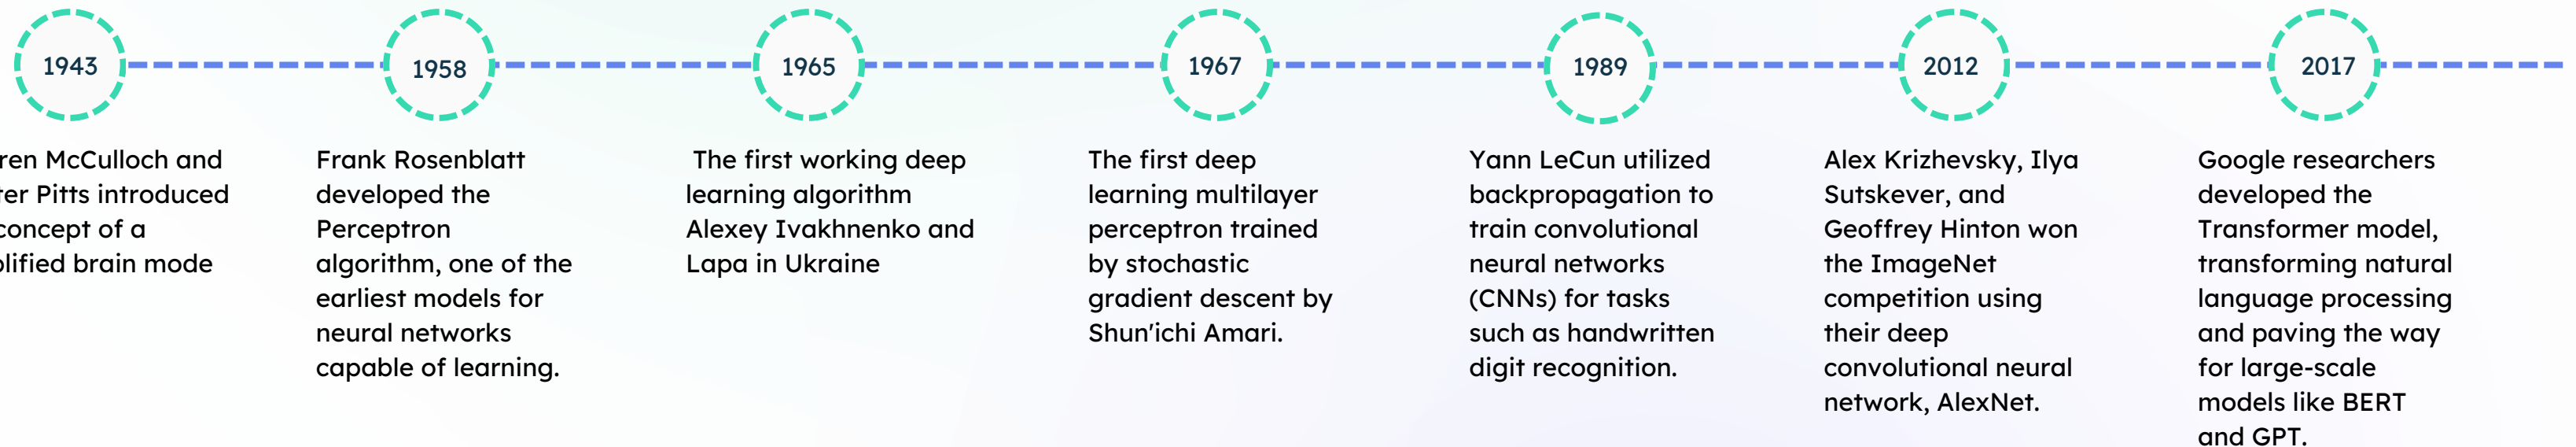 1943
ren McCulloch and
ter Pitts introduced
concept of a
lified brain mode
1958
Frank Rosenblatt
developed the
Perceptron
algorithm, one of the
earliest models for
neural networks
capable of learning.
1965
The first working deep
learning algorithm
Alexey Ivakhnenko and
Lapa in Ukraine
1967
The first deep
learning multilayer
perceptron trained
by stochastic
gradient descent by
Shun'ichi Amari.
1989
Yann LeCun utilized
backpropagation to
train convolutional
neural networks
(CNNs) for tasks
such as handwritten
digit recognition.
2012
Alex Krizhevsky, Ilya
Sutskever, and
Geoffrey Hinton won
the ImageNet
competition using
their deep
convolutional neural
network, AlexNet.
2017
Google researchers
developed the
Transformer model,
transforming natural
language processing
and paving the way
for large-scale
models like BERT
and GPT.